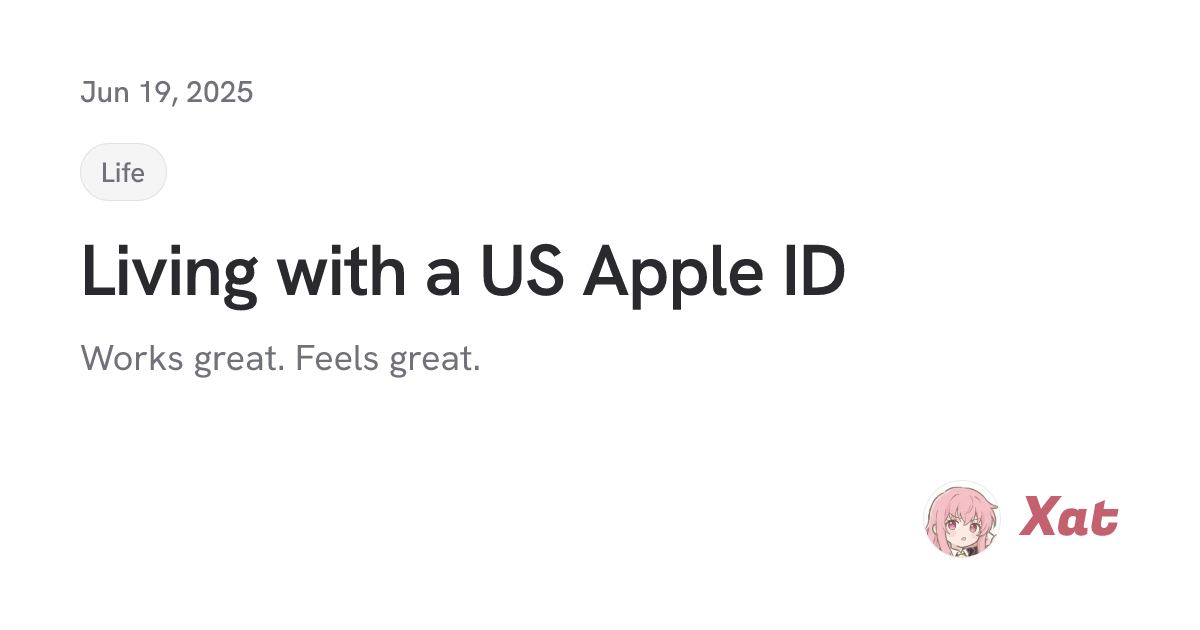 Jun 19, 2025
Life
Living with a US Apple ID
Works great. Feels great.
Xat